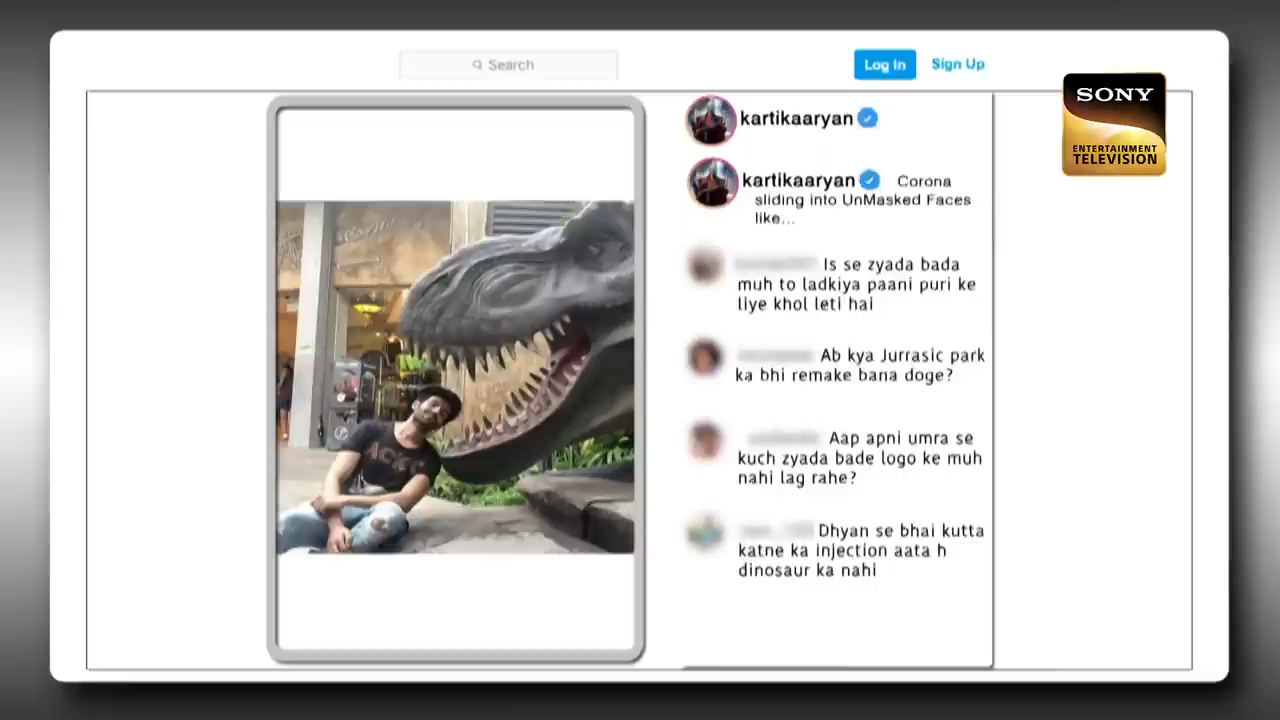 Search
Log In
Sign Up
SONY
ENTERTAINMENT
TELEVISION
kartikaaryan
kartikaaryan Corona
sliding into UnMasked Faces
like...
Is se zyada bada
muh to ladkiya paani puri ke
liye khol leti hai
Ab kya Jurrasic park
ka bhi remake bana doge?
Aap apni umra se
kuch zyada bade logo ke muh
nahi lag rahe?
Dhyan se bhai kutta
katne ka injection aata h
dinosaur ka nahi